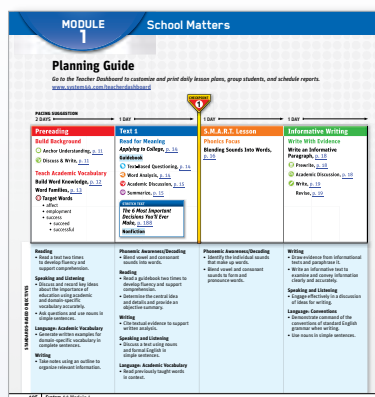 MODULE
1
School Matters
Planning Guide
Go to the Teacher Dashboard to customize and print daily lesson plans, group students, and schedule reports.
www.system44.com/teacherdashboard
CHECKPOINT
1
PACING SUGGESTION
2 DAYS
1 DAY
1 DAY
1 DAY
Prereading
Build Background
Anchor Understanding, p. 11
Discuss & Write, p. 11
Teach Academic Vocabulary
Build Word Knowledge, p. 12
Word Families, p. 13
Target Words
• affect
• employment
• success
• succeed
• successful
Text 1
Read for Meaning
Applying to College, p. 14
Guidebook
Text-Based Questioning, p. 14
Word Analysis, p. 14
Academic Discussion, p. 15
Summarize, p. 15
The 6 Most Important
Decisions You'll Ever
Make, p. 188
Nonfiction
S.M.A.R.T. Lesson
Phonics Focus
Blending Sounds Into Words,
p. 16
Informative Writing
Write With Evidence
Write an Informative
Paragraph, p. 18
Prewrite, p. 18
Academic Discussion, p. 18
Write, p. 19
Revise, p. 19
STANDARDS-BASED OBJECTIVES
Reading
• Read a text two times
to develop fluency and
support comprehension.
Speaking and Listening
• Discuss and record key ideas
about the importance of
education using academic
and domain-specific
vocabulary accurately.
• Ask questions and use nouns in
simple sentences.
Language: Academic Vocabulary
• Generate written examples for
domain-specific vocabulary in
complete sentences.
Writing
• Take notes using an outline to
organize relevant information.
Phonemic Awareness/Decoding
• Blend vowel and consonant
sounds into words.
Reading
• Read a guidebook two times to
develop fluency and support
comprehension.
• Determine the central idea
and details and provide an
objective summary.
Writing
• Cite textual evidence to support
written analysis.
Speaking and Listening
• Discuss a text using nouns
and formal English in
simple sentences.
Language: Academic Vocabulary
• Read previously taught words
in context.
Phonemic Awareness/Decoding
• Identify the individual sounds
that make up words.
• Blend vowel and consonant
sounds to form and
pronounce words.
Writing
• Draw evidence from informational
texts and paraphrase it.
• Write an informative text to
examine and convey information
clearly and accurately.
Speaking and Listening
• Engage effectively in a discussion
of ideas for writing.
Language: Conventions
• Demonstrate command of the
conventions of standard English
grammar when writing.
• Use nouns in simple sentences.